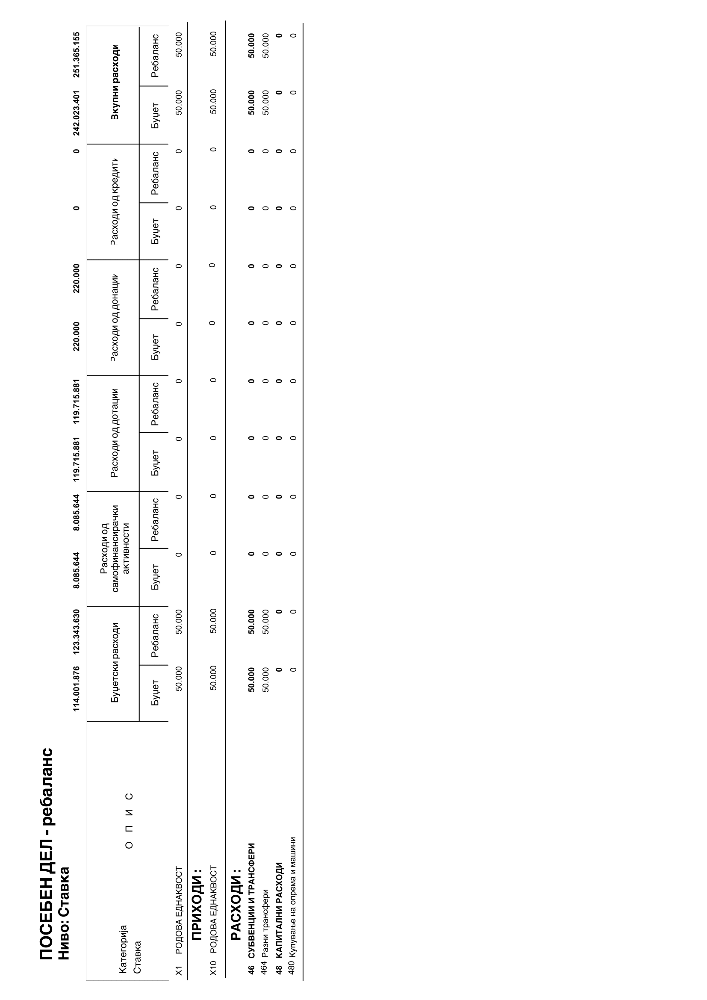 ПОСЕБЕН ДЕЛ - ребаланс
Ниво: Ставка
114.001.876 123.343.630 8.085.644 8.085.644 119.715.881 119.715.881 220.000 220.000 0 0 242.023.401 251.365.155
Категорија
Ставка
О П И С
Буџетски расходи
Расходи од
самофинансирачки
активности
Расходи од дотации
Расходи од донации
Расходи од кредити
Вкупни расходи
Буџет Ребаланс Буџет Ребаланс Буџет Ребаланс Буџет Ребаланс Буџет Ребаланс Буџет Ребаланс
X1 РОДОВА ЕДНАКВОСТ 50.000 50.000 0 0 0 0 0 0 0 0 50.000 50.000
ПРИХОДИ :
X10 РОДОВА ЕДНАКВОСТ 50.000 50.000 0 0 0 0 0 0 0 0 50.000 50.000
РАСХОДИ :
46 СУБВЕНЦИИ И ТРАНСФЕРИ 50.000 50.000 0 0 0 0 0 0 0 0 50.000 50.000
464 Разни трансфери 50.000 50.000 0 0 0 0 0 0 0 0 50.000 50.000
48 КАПИТАЛНИ РАСХОДИ 0 0 0 0 0 0 0 0 0 0 0 0
480 Купување на опрема и машини 0 0 0 0 0 0 0 0 0 0 0 0